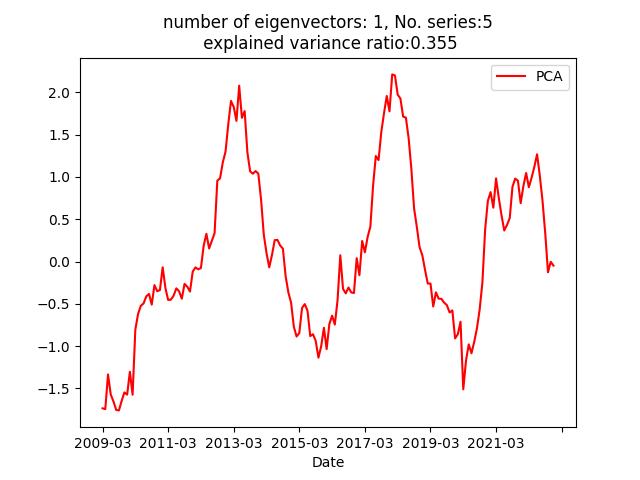 number of eigenvectors: 1, No. series:5
explained variance ratio:0.355
PCA
2.0
1.5
1.0
0.5
0.0
−0.5
−1.0
−1.5
2009-03 2011-03 2013-03 2015-03 2017-03 2019-03 2021-03
Date